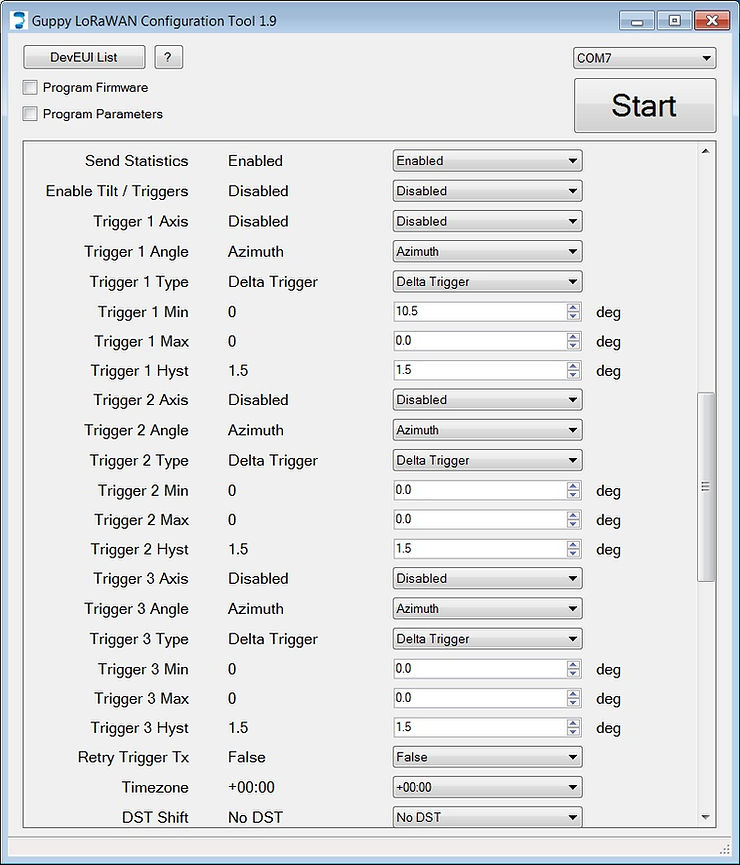 Guppy LoRaWAN Configuration Tool 1.9
DevEUI List ? COM7
Program Firmware
Program Parameters
Start
Send Statistics Enabled Enabled
Enable Tilt / Triggers Disabled Disabled
Trigger 1 Axis Disabled Disabled
Trigger 1 Angle Azimuth Azimuth
Trigger 1 Type Delta Trigger Delta Trigger
Trigger 1 Min 0 10.5 deg
Trigger 1 Max 0 0.0 deg
Trigger 1 Hyst 1.5 1.5 deg
Trigger 2 Axis Disabled Disabled
Trigger 2 Angle Azimuth Azimuth
Trigger 2 Type Delta Trigger Delta Trigger
Trigger 2 Min 0 0.0 deg
Trigger 2 Max 0 0.0 deg
Trigger 2 Hyst 1.5 1.5 deg
Trigger 3 Axis Disabled Disabled
Trigger 3 Angle Azimuth Azimuth
Trigger 3 Type Delta Trigger Delta Trigger
Trigger 3 Min 0 0.0 deg
Trigger 3 Max 0 0.0 deg
Trigger 3 Hyst 1.5 1.5 deg
Retry Trigger Tx False False
Timezone +00:00 +00:00
DST Shift No DST No DST